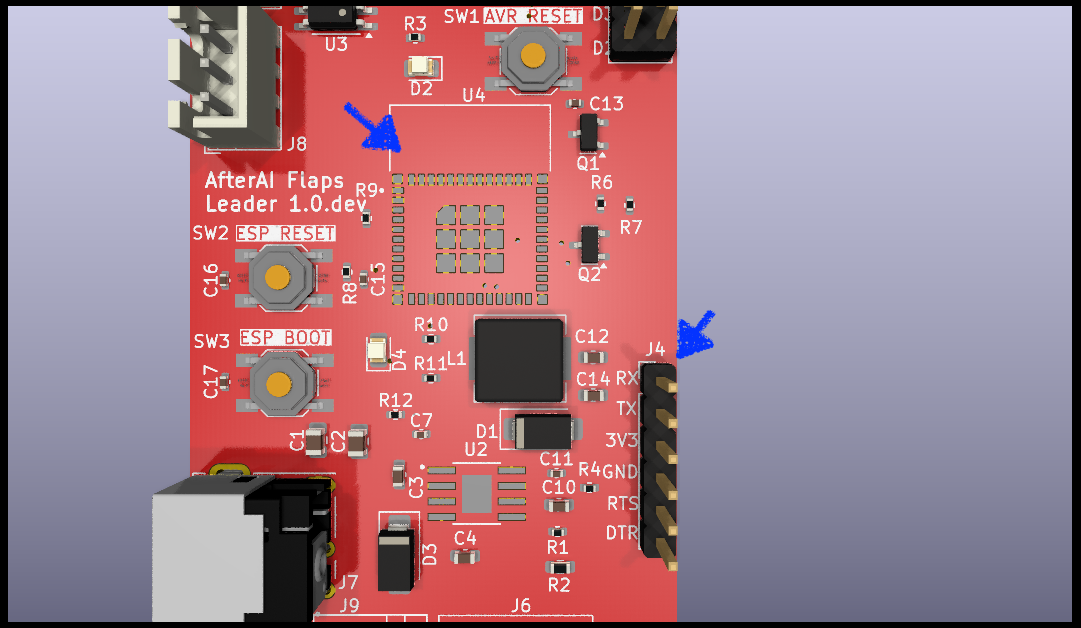 R3
SW1 AVR RESET
D3
U3
D2
D2
U4
C13
J8
Q1
AfterAI Flaps
Leader 1.0.dev
R9
R6
R7
SW2 ESP RESET
Q2
C16
R8
C15
SW3 ESP BOOT
R10
C12
J4
D4
R11
L1
C14
RX
C17
R12
TX
C7
D1
C1
C2
U2
3V3
C11
C3
R4
GND
C10
RTS
DTR
C4
D3
R1
J7
R2
J9
J6